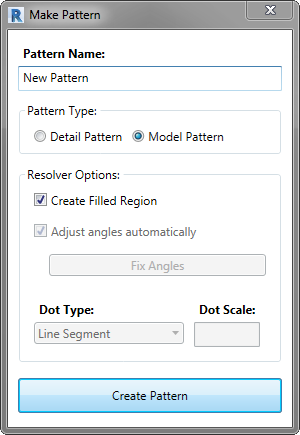 Make Pattern
Pattern Name:
New Pattern
Pattern Type:
Detail Pattern Model Pattern
Resolver Options:
Create Filled Region
Adjust angles automatically
Fix Angles
Dot Type: Dot Scale:
Line Segment
Create Pattern